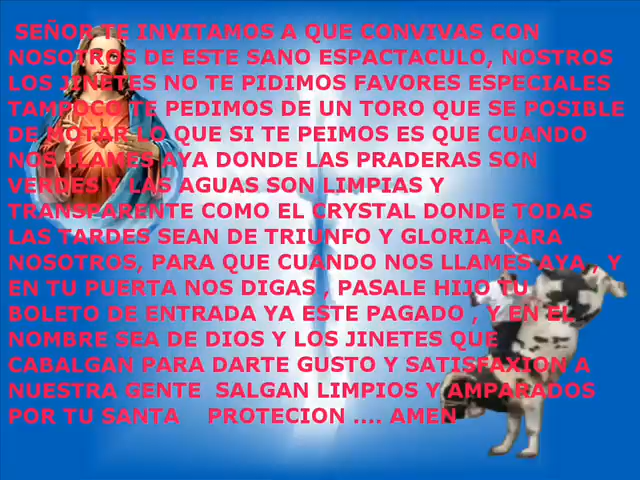 SEÑOR TE INVITAMOS A QUE CONVIVAS CON
NOSOTROS DE ESTE SANO ESPACTACULO, NOSTROS
LOS JINETES NO TE PIDIMOS FAVORES ESPECIALES
TAMPOCO TE PEDIMOS DE UN TORO QUE SE POSIBLE
DE MOTAR LO QUE SI TE PEIMOS ES QUE CUANDO
NOS LLAMES AYA DONDE LAS PRADERAS SON
VERDES Y LAS AGUAS SON LIMPIAS Y
TRANSPARENTE COMO EL CRYSTAL DONDE TODAS
LAS TARDES SEAN DE TRIUNFO Y GLORIA PARA
NOSOTROS, PARA QUE CUANDO NOS LLAMES AYA , Y
EN TU PUERTA NOS DIGAS , PASALE HIJO TU
BOLETO DE ENTRADA YA ESTE PAGADO , Y EN EL
NOMBRE SEA DE DIOS Y LOS JINETES QUE
CABALGAN PARA DARTE GUSTO Y SATISFAXION A
NUESTRA GENTE SALGAN LIMPIOS Y AMPARADOS
POR TU SANTA PROTECION .... AMEN